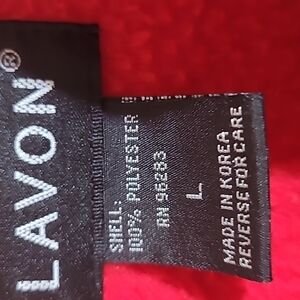 LAVON®
SHELL:
100% POLYESTER
RN 96283
L
MADE IN KOREA
REVERSE FOR CARE